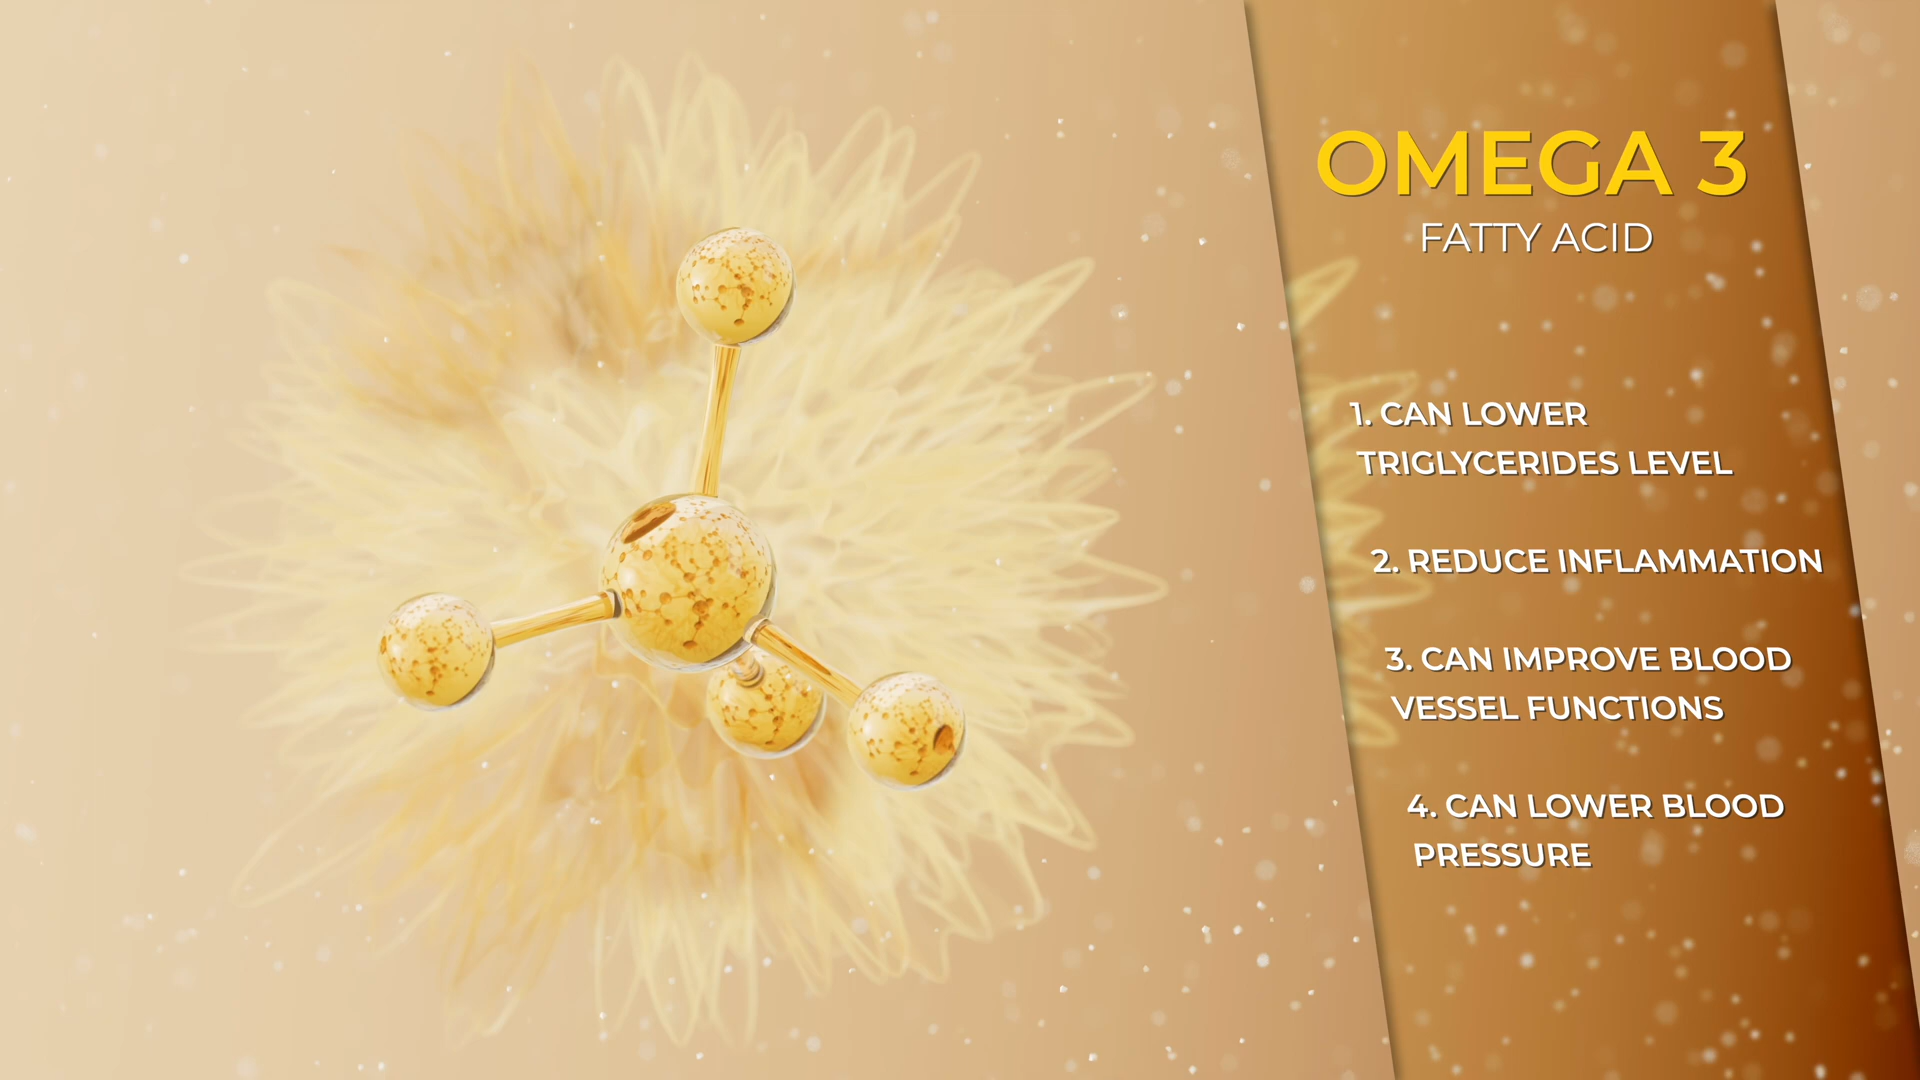 OMEGA 3
FATTY ACID
1. CAN LOWER
TRIGLYCERIDES LEVEL
2. REDUCE INFLAMMATION
3. CAN IMPROVE BLOOD
VESSEL FUNCTIONS
4. CAN LOWER BLOOD
PRESSURE